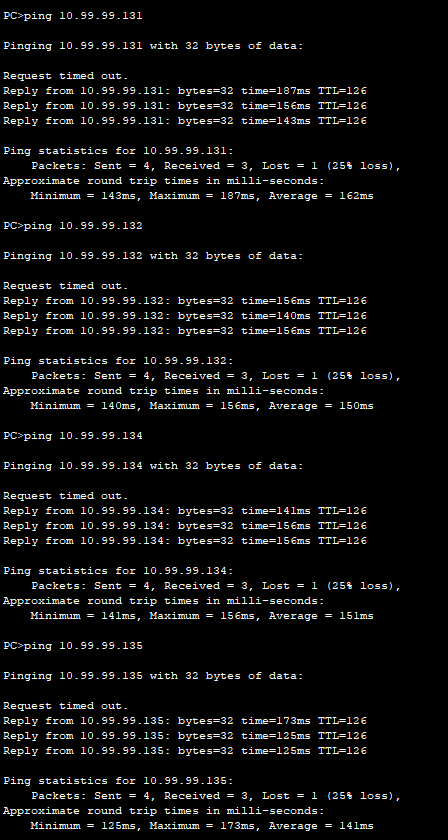 PC>ping 10.99.99.131
Pinging 10.99.99.131 with 32 bytes of data:
Request timed out.
Reply from 10.99.99.131: bytes=32 time=187ms TTL=126
Reply from 10.99.99.131: bytes=32 time=156ms TTL=126
Reply from 10.99.99.131: bytes=32 time=143ms TTL=126
Ping statistics for 10.99.99.131:
    Packets: Sent = 4, Received = 3, Lost = 1 (25% loss),
Approximate round trip times in milli-seconds:
    Minimum = 143ms, Maximum = 187ms, Average = 162ms
PC>ping 10.99.99.132
Pinging 10.99.99.132 with 32 bytes of data:
Request timed out.
Reply from 10.99.99.132: bytes=32 time=156ms TTL=126
Reply from 10.99.99.132: bytes=32 time=140ms TTL=126
Reply from 10.99.99.132: bytes=32 time=156ms TTL=126
Ping statistics for 10.99.99.132:
    Packets: Sent = 4, Received = 3, Lost = 1 (25% loss),
Approximate round trip times in milli-seconds:
    Minimum = 140ms, Maximum = 156ms, Average = 150ms
PC>ping 10.99.99.134
Pinging 10.99.99.134 with 32 bytes of data:
Request timed out.
Reply from 10.99.99.134: bytes=32 time=141ms TTL=126
Reply from 10.99.99.134: bytes=32 time=156ms TTL=126
Reply from 10.99.99.134: bytes=32 time=156ms TTL=126
Ping statistics for 10.99.99.134:
    Packets: Sent = 4, Received = 3, Lost = 1 (25% loss),
Approximate round trip times in milli-seconds:
    Minimum = 141ms, Maximum = 156ms, Average = 151ms
PC>ping 10.99.99.135
Pinging 10.99.99.135 with 32 bytes of data:
Request timed out.
Reply from 10.99.99.135: bytes=32 time=173ms TTL=126
Reply from 10.99.99.135: bytes=32 time=125ms TTL=126
Reply from 10.99.99.135: bytes=32 time=125ms TTL=126
Ping statistics for 10.99.99.135:
    Packets: Sent = 4, Received = 3, Lost = 1 (25% loss),
Approximate round trip times in milli-seconds:
    Minimum = 125ms, Maximum = 173ms, Average = 141ms